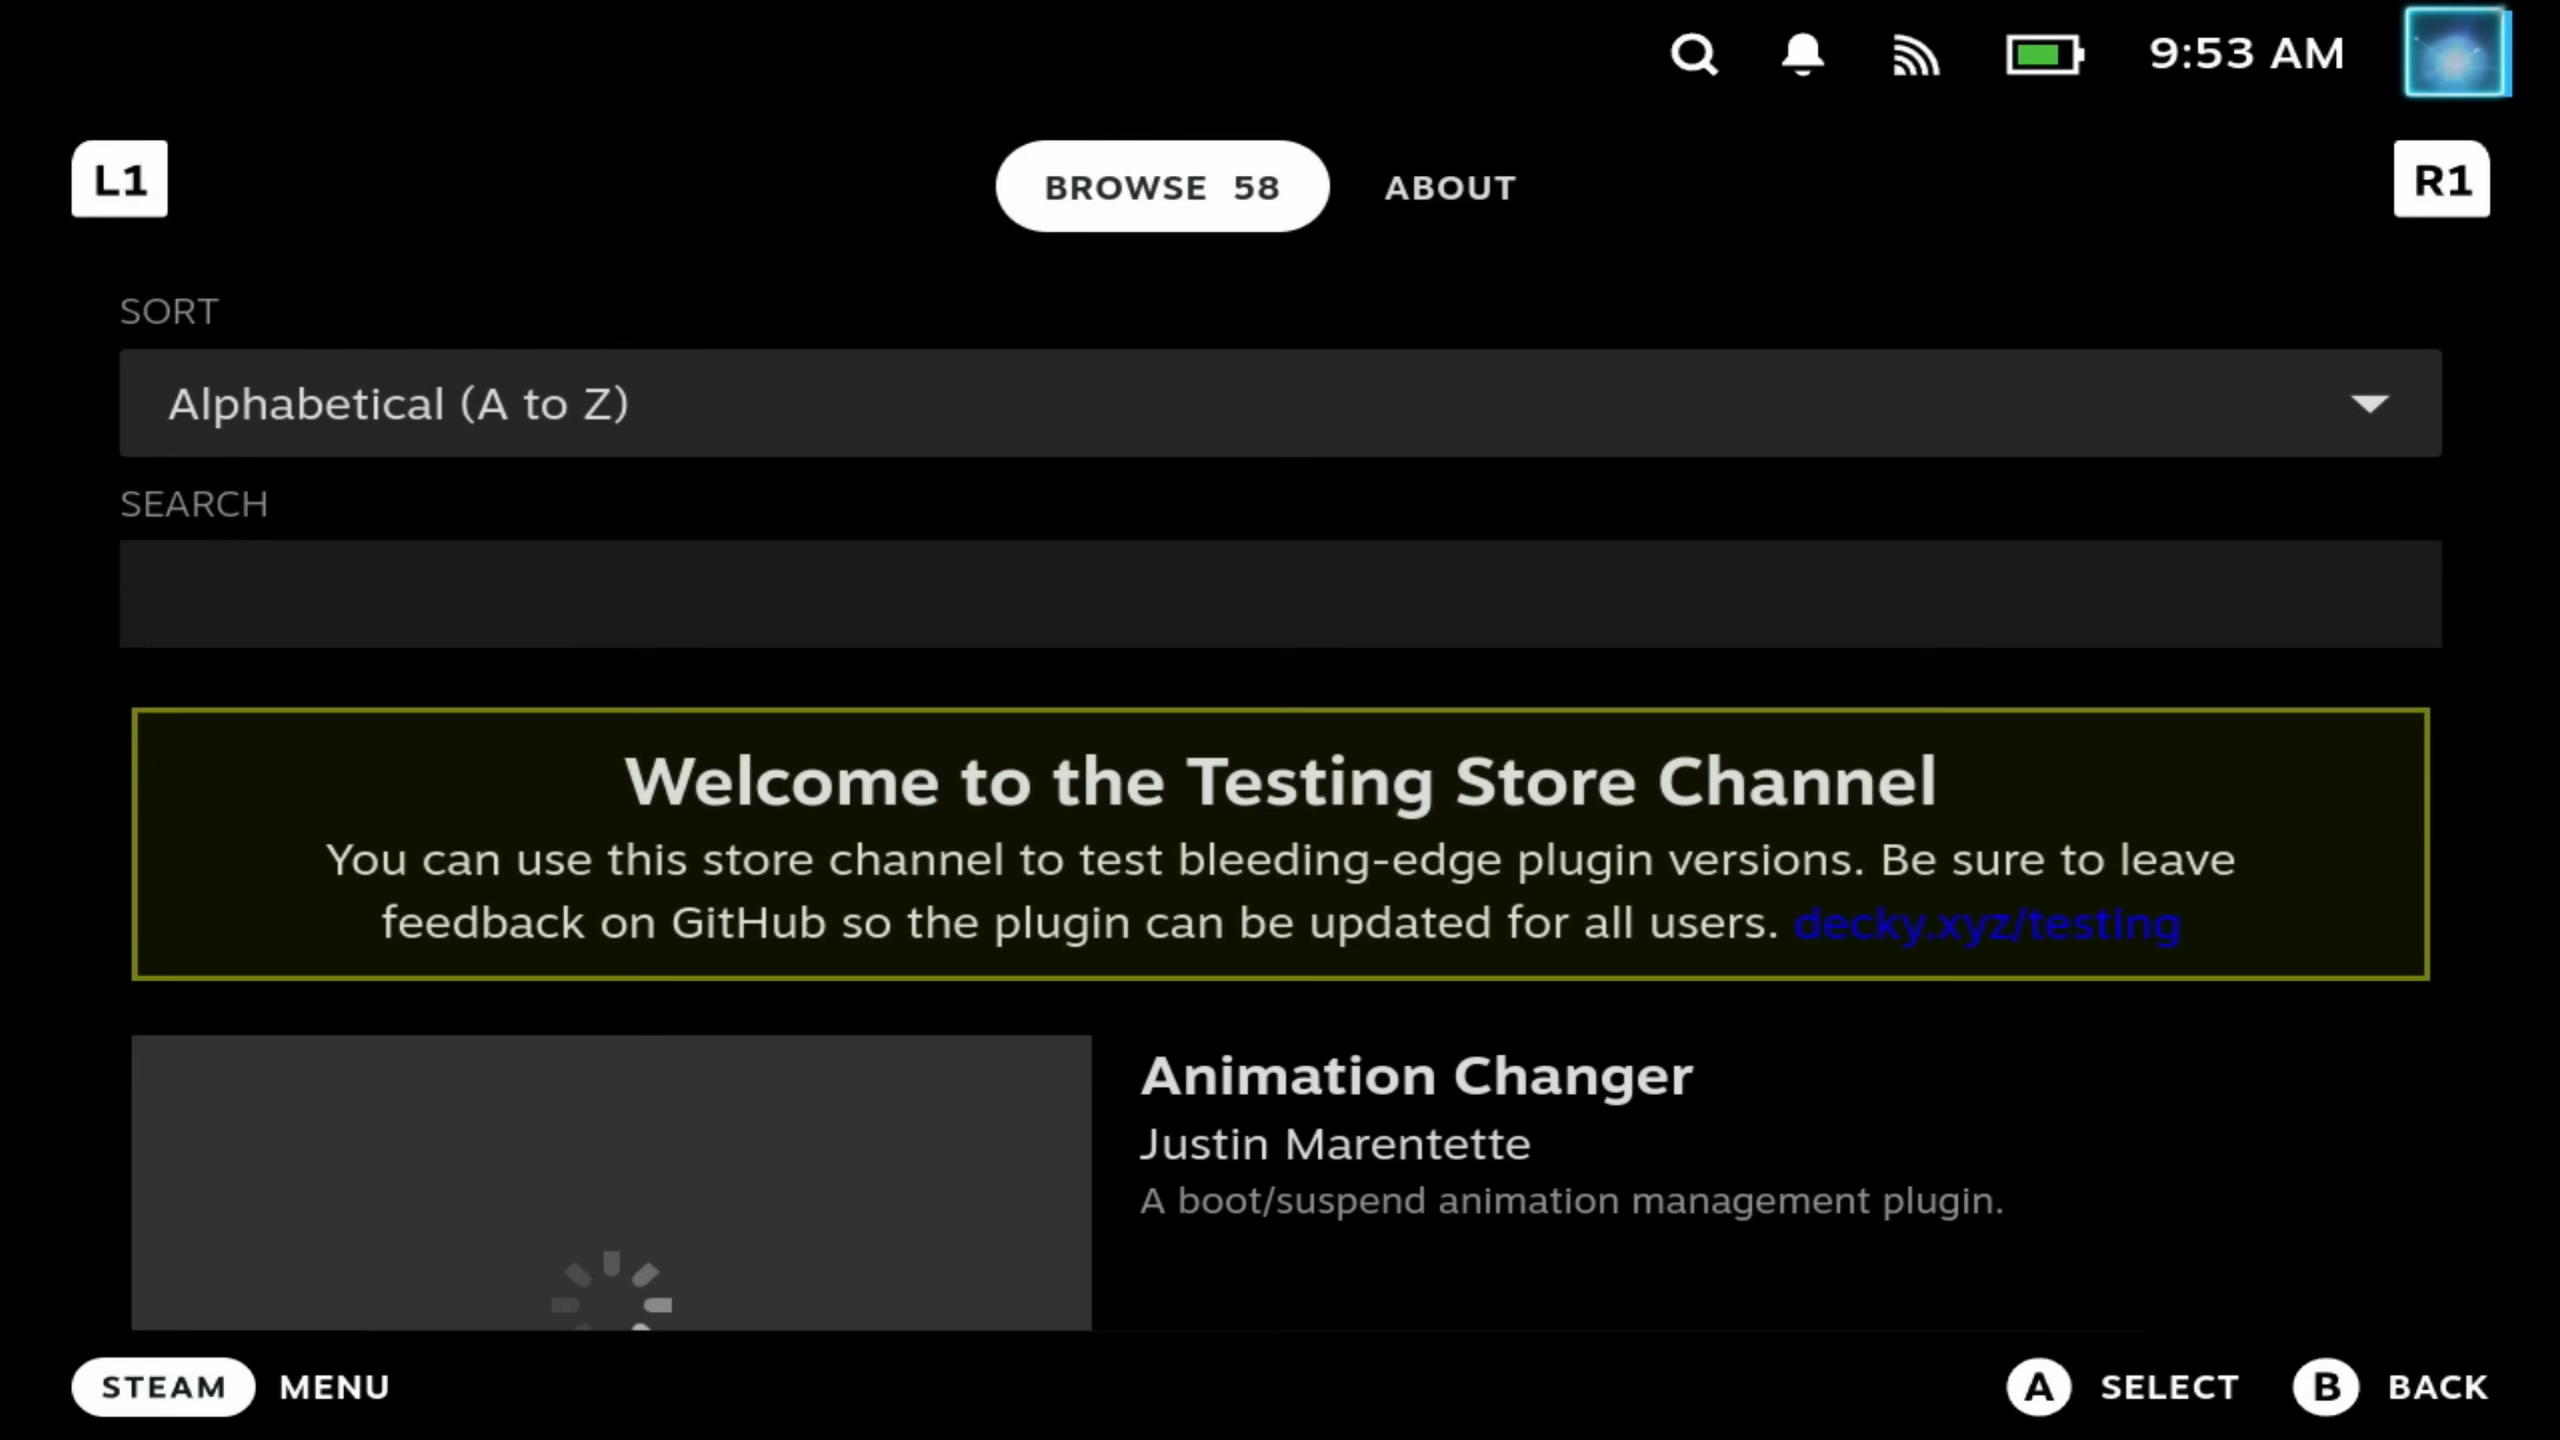 9:53 AM
L1
BROWSE 58
ABOUT
R1
SORT
Alphabetical (A to Z)
SEARCH
Welcome to the Testing Store Channel
You can use this store channel to test bleeding-edge plugin versions. Be sure to leave
feedback on GitHub so the plugin can be updated for all users. decky.xyz/testing
Animation Changer
Justin Marentette
A boot/suspend animation management plugin.
STEAM MENU
A SELECT B BACK